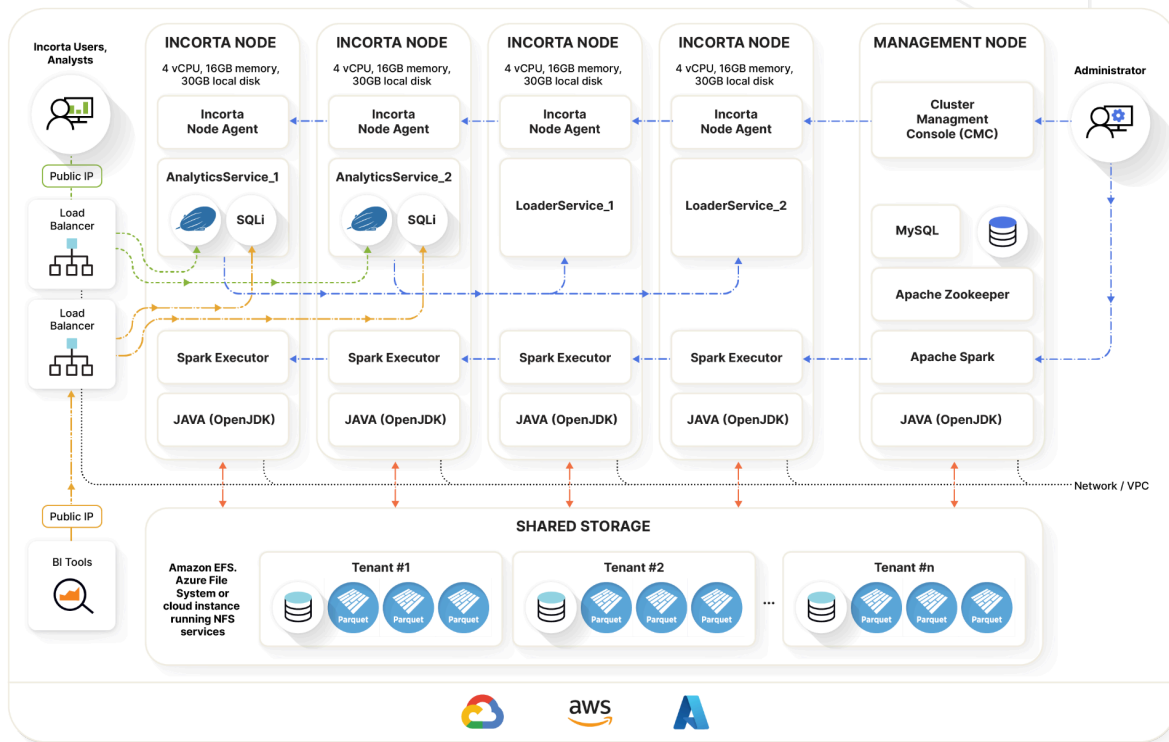 Incorta Users,
Analysts
Public IP
Load
Balancer
Load
Balancer
Public IP
BI Tools
INCORTA NODE
4 vCPU, 16GB memory,
30GB local disk
Incorta
Node Agent
AnalyticsService_1
SQLi
Spark Executor
JAVA (OpenJDK)
INCORTA NODE
4 vCPU, 16GB memory,
30GB local disk
Incorta
Node Agent
AnalyticsService_2
SQLi
Spark Executor
JAVA (OpenJDK)
INCORTA NODE
4 vCPU, 16GB memory,
30GB local disk
Incorta
Node Agent
LoaderService_1
Spark Executor
JAVA (OpenJDK)
INCORTA NODE
4 vCPU, 16GB memory,
30GB local disk
Incorta
Node Agent
LoaderService_2
Spark Executor
JAVA (OpenJDK)
MANAGEMENT NODE
Cluster
Managment
Console (CMC)
MySQL
Apache Zookeeper
Apache Spark
JAVA (OpenJDK)
Administrator
Network / VPC
SHARED STORAGE
Amazon EFS.
Azure File
System or
cloud instance
running NFS
services
Tenant #1
Parquet
Parquet
Parquet
Tenant #2
Parquet
Parquet
Parquet
...
Tenant #n
Parquet
Parquet
Parquet
aws